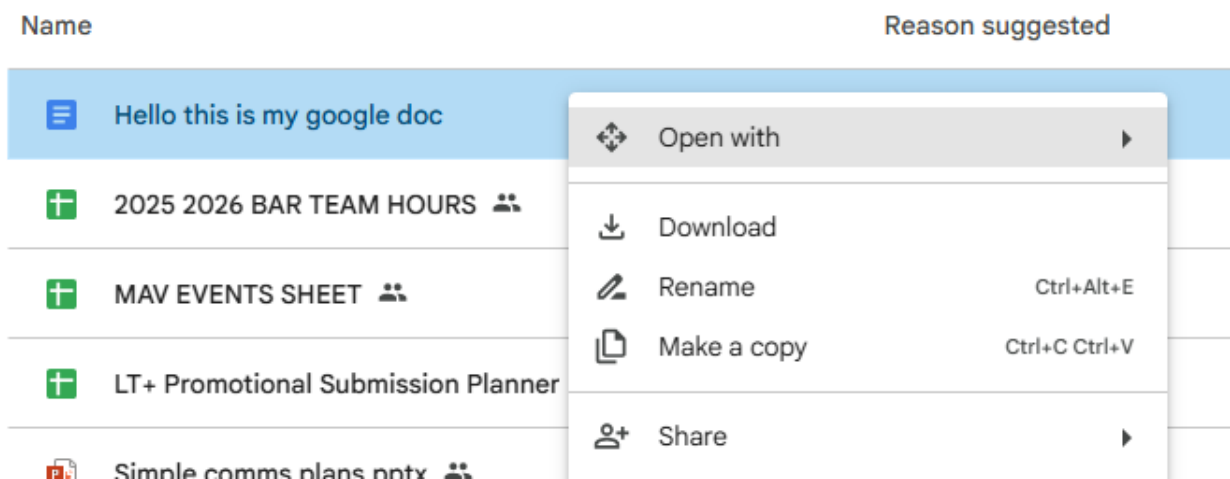 Name Reason suggested
Hello this is my google doc
Open with
2025 2026 BAR TEAM HOURS
Download
MAV EVENTS SHEET
Rename Ctrl+Alt+E
Make a copy Ctrl+C Ctrl+V
LT+ Promotional Submission Planner
Share
Simple comms plans pptx